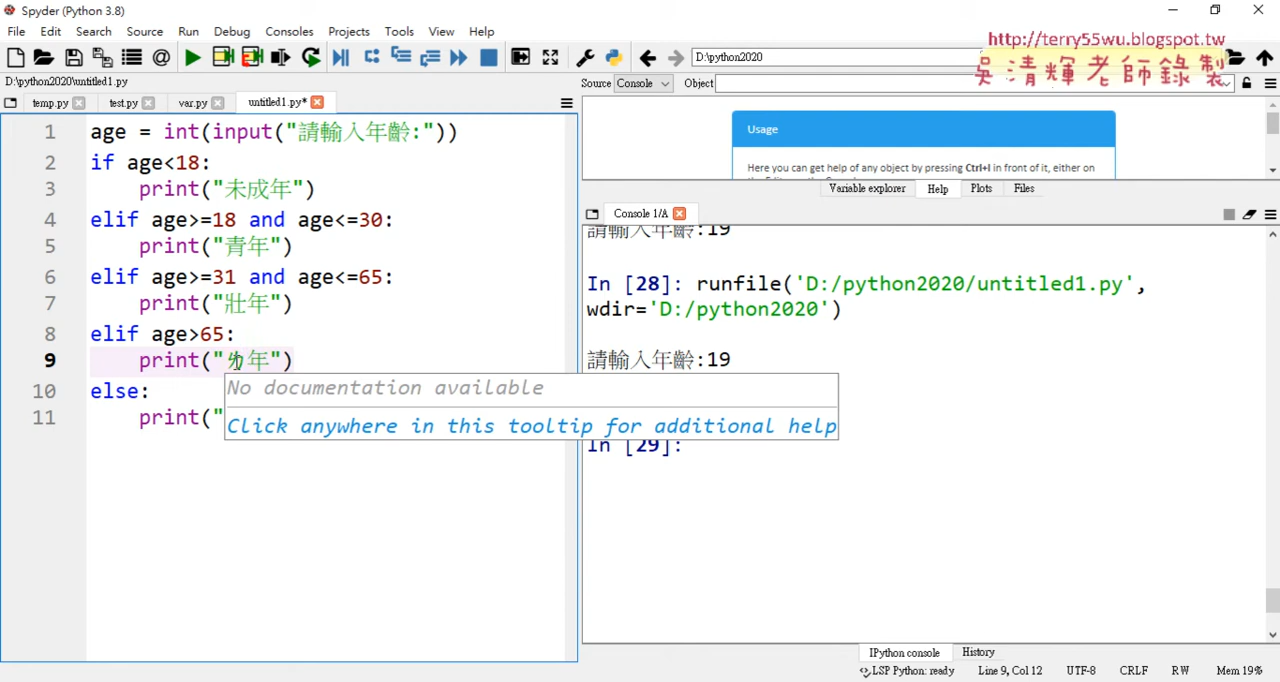 Spyder (Python 3.8)
File Edit Search Source Run Debug Consoles Projects Tools View Help
http://terry55wu.blogspot.tw
吳清輝老師錄製
D:\python2020
D:\python2020\untitled1.py
Source Console Object
temp.py test.py var.py untitled1.py*
1 age = int(input("請輸入年齡:"))
2 if age<18:
3 print("未成年")
4 elif age>=18 and age<=30:
5 print("青年")
6 elif age>=31 and age<=65:
7 print("壯年")
8 elif age>65:
9 print(" 年")
10 else:
11 print("
No documentation available
Click anywhere in this tooltip for additional help
Usage
Here you can get help of any object by pressing Ctrl+I in front of it, either on
Variable explorer Help Plots Files
Console 1/A
請輸入年齡:19
In [28]: runfile('D:/python2020/untitled1.py',
wdir='D:/python2020')
請輸入年齡:19
In [29]:
IPython console History
LSP Python: ready Line 9, Col 12 UTF-8 CRLF RW Mem 19%